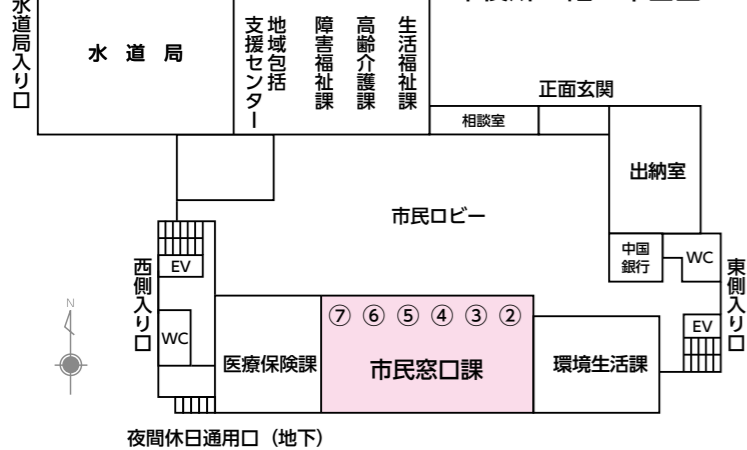 水道局入り口
水道局
地域包括
支援センター
障害福祉課
高齢介護課
生活福祉課
正面玄関
相談室
出納室
市民ロビー
中国
銀行
WC
東側入り口
EV
西側入り口
EV
WC
N
⑦ ⑥ ⑤ ④ ③ ②
医療保険課
市民窓口課
環境生活課
夜間休日通用口（地下）